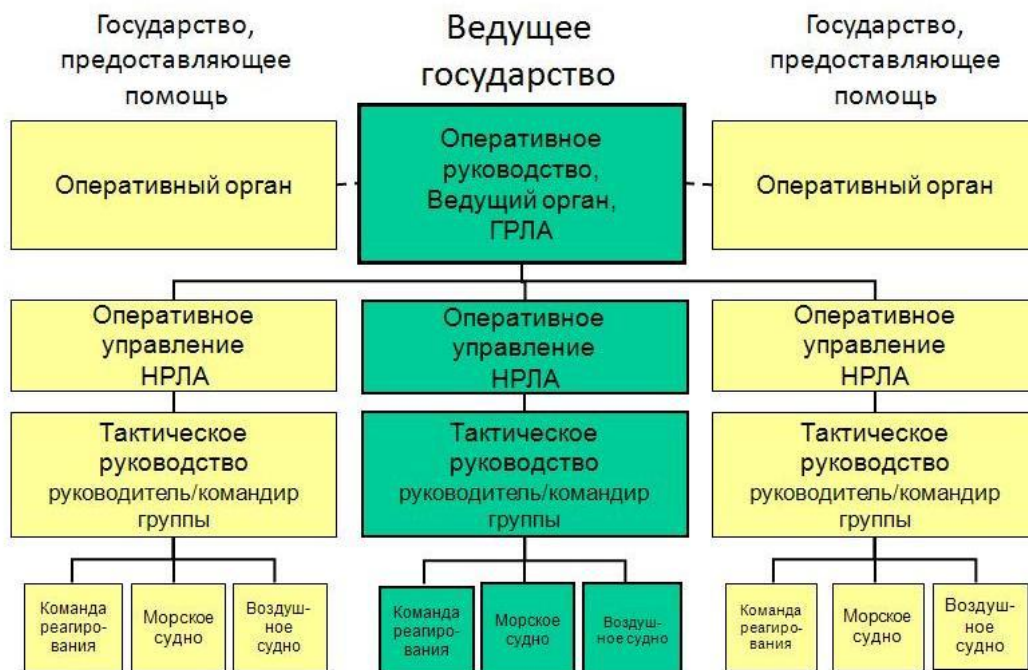 Государство,
предоставляющее
помощь
Ведущее
государство
Государство,
предоставляющее
помощь
Оперативный орган
Оперативное
руководство,
Ведущий орган,
ГРЛА
Оперативный орган
Оперативное
управление
НРЛА
Оперативное
управление
НРЛА
Оперативное
управление
НРЛА
Тактическое
руководство
руководитель/командир
группы
Тактическое
руководство
руководитель/командир
группы
Тактическое
руководство
руководитель/командир
группы
Команда
реагиро-
вания
Морское
судно
Воздуш-
ное
судно
Команда
реагиро-
вания
Морское
судно
Воздуш-
ное судно
Команда
реагиро-
вания
Морское
судно
Воздуш-
ное
судно